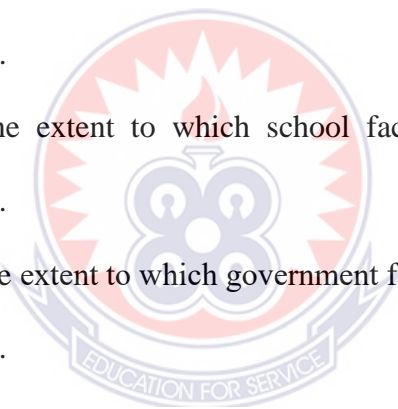 .
he extent to which school fac
.
e extent to which government f
.
EDUCATION FOR SERVICE